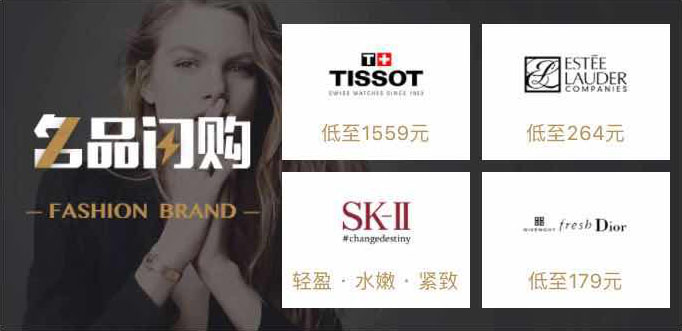 名品闪购
FASHION BRAND
TISSOT
SWISS WATCHES SINCE 1853
低至1559元
ESTĒE
LAUDER
COMPANIES
低至264元
SK-II
#changedestiny
轻盈 · 水嫩 · 紧致
GIVENCHY fresh Dior
低至179元